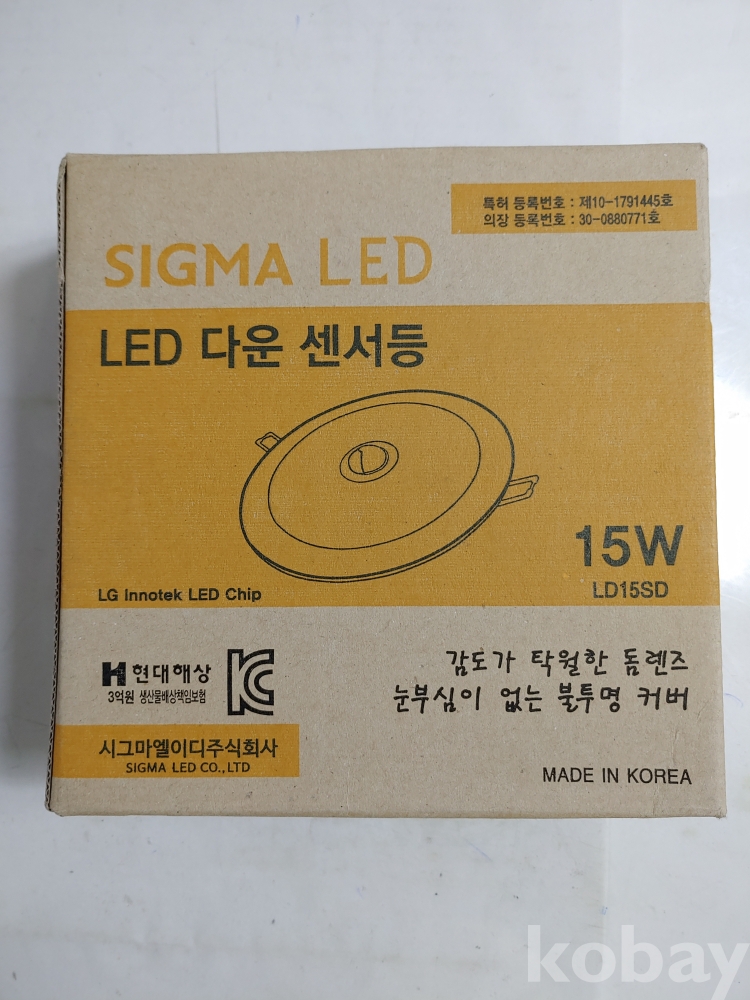 특허 등록번호 : 제10-1791445호
의장 등록번호 : 30-0880771호
SIGMA LED
LED 다운 센서등
15W
LD15SD
LG Innotek LED Chip
H 현대해상
3억원 생산물배상책임보험
감도가 탁월한 돔렌즈
눈부심이 없는 불투명 커버
시그마엘이디주식회사
SIGMA LED CO.,LTD
MADE IN KOREA
kobay